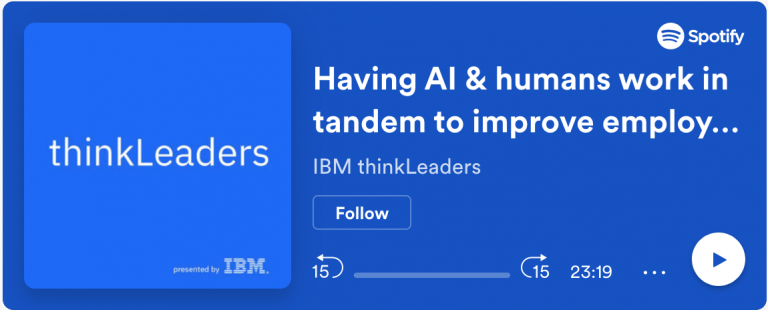 Spotify
Having AI & humans work in
tandem to improve employ...
thinkLeaders
IBM thinkLeaders
Follow
presented by IBM.
15
15
23:19